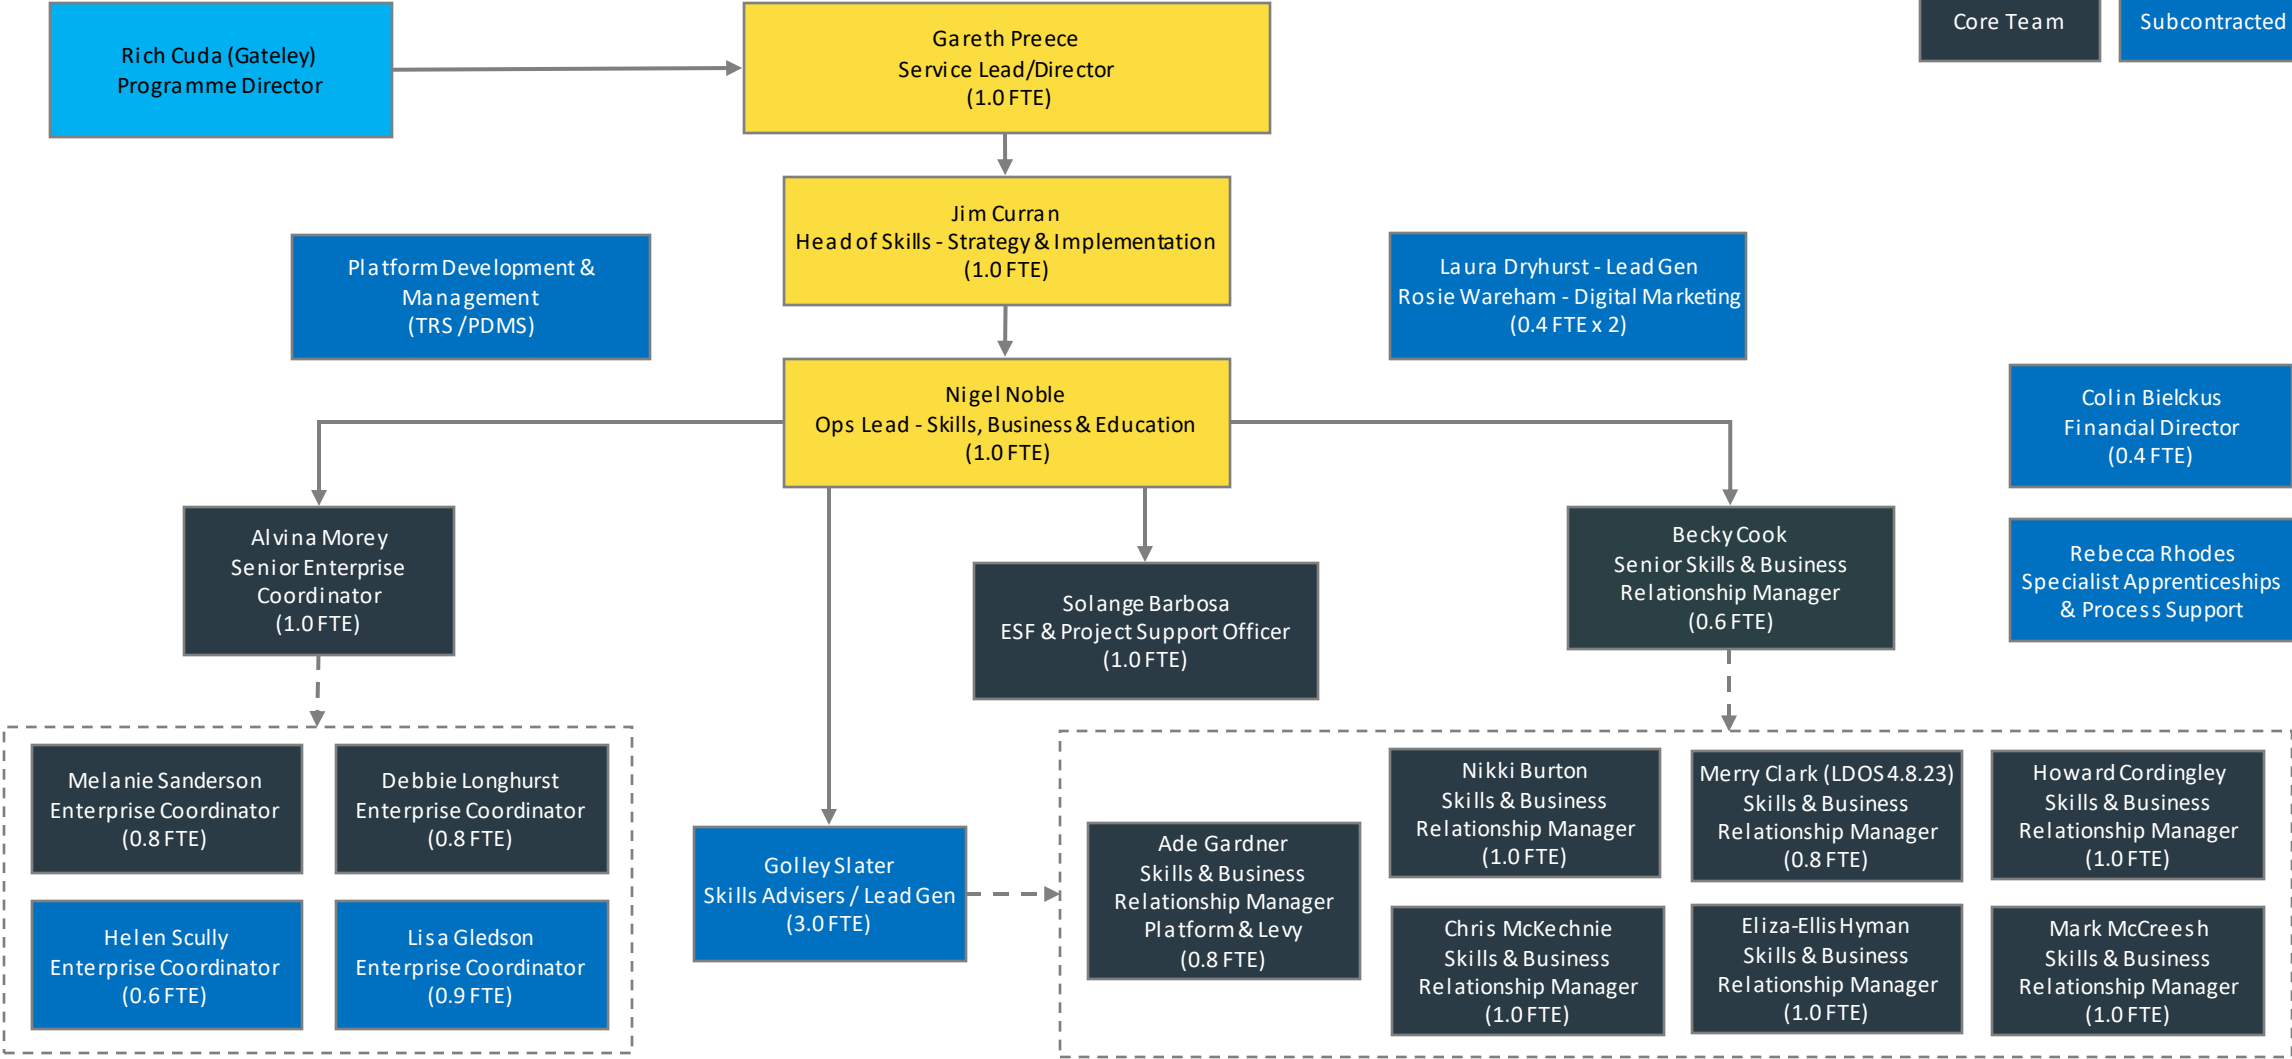 Core Team
Subcontracted
Rich Cuda (Gateley)
Programme Director
Gareth Preece
Service Lead/Director
(1.0 FTE)
Jim Curran
Head of Skills - Strategy & Implementation
(1.0 FTE)
Platform Development &
Management
(TRS /PDMS)
Laura Dryhurst - Lead Gen
Rosie Wareham - Digital Marketing
(0.4 FTE x 2)
Nigel Noble
Ops Lead - Skills, Business & Education
(1.0 FTE)
Colin Bielckus
Financial Director
(0.4 FTE)
Alvina Morey
Senior Enterprise
Coordinator
(1.0 FTE)
Solange Barbosa
ESF & Project Support Officer
(1.0 FTE)
Becky Cook
Senior Skills & Business
Relationship Manager
(0.6 FTE)
Rebecca Rhodes
Specialist Apprenticeships
& Process Support
Melanie Sanderson
Enterprise Coordinator
(0.8 FTE)
Debbie Longhurst
Enterprise Coordinator
(0.8 FTE)
Helen Scully
Enterprise Coordinator
(0.6 FTE)
Lisa Gledson
Enterprise Coordinator
(0.9 FTE)
Golley Slater
Skills Advisers / Lead Gen
(3.0 FTE)
Ade Gardner
Skills & Business
Relationship Manager
Platform & Levy
(0.8 FTE)
Nikki Burton
Skills & Business
Relationship Manager
(1.0 FTE)
Merry Clark (LDOS 4.8.23)
Skills & Business
Relationship Manager
(0.8 FTE)
Howard Cordingley
Skills & Business
Relationship Manager
(1.0 FTE)
Chris McKechnie
Skills & Business
Relationship Manager
(1.0 FTE)
Eliza-Ellis Hyman
Skills & Business
Relationship Manager
(1.0 FTE)
Mark McCreesh
Skills & Business
Relationship Manager
(1.0 FTE)